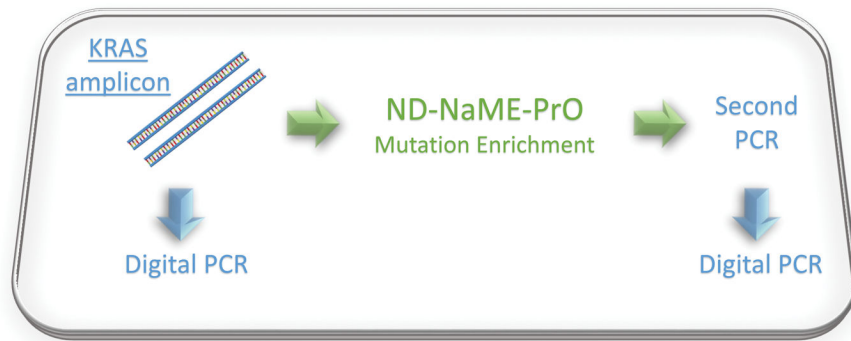 KRAS
amplicon
ND-NaME-PrO
Mutation Enrichment
Second
PCR
Digital PCR
Digital PCR